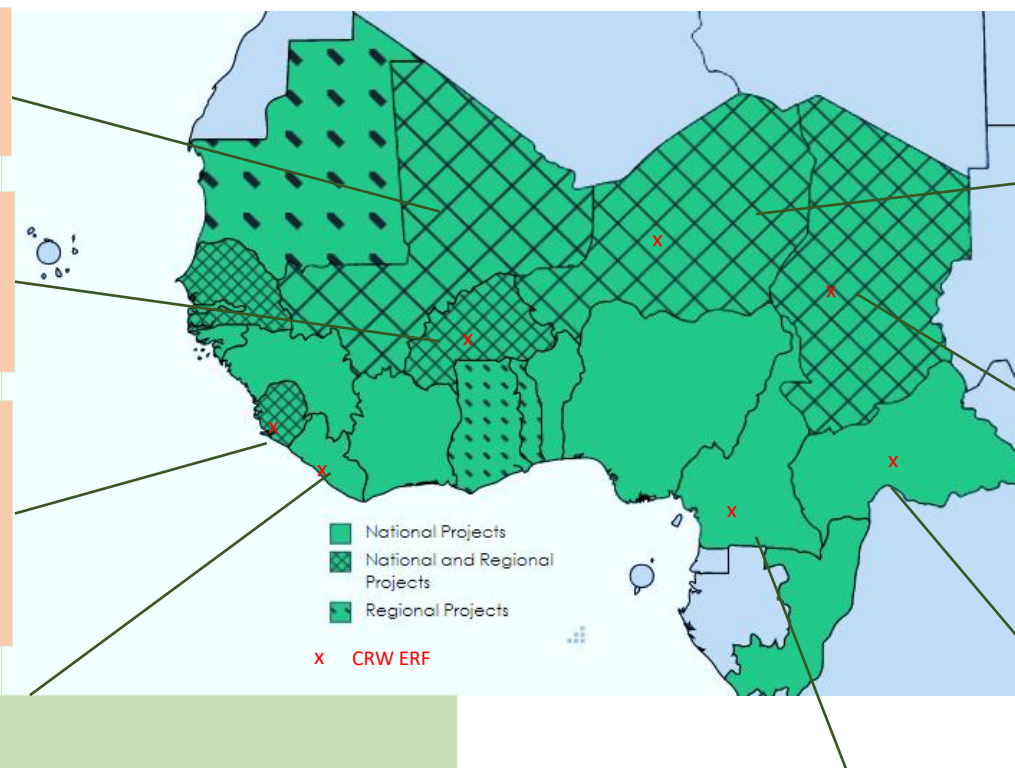 x
x
x
x
x
x
x
National Projects
National and Regional
Projects
Regional Projects
x CRW ERF